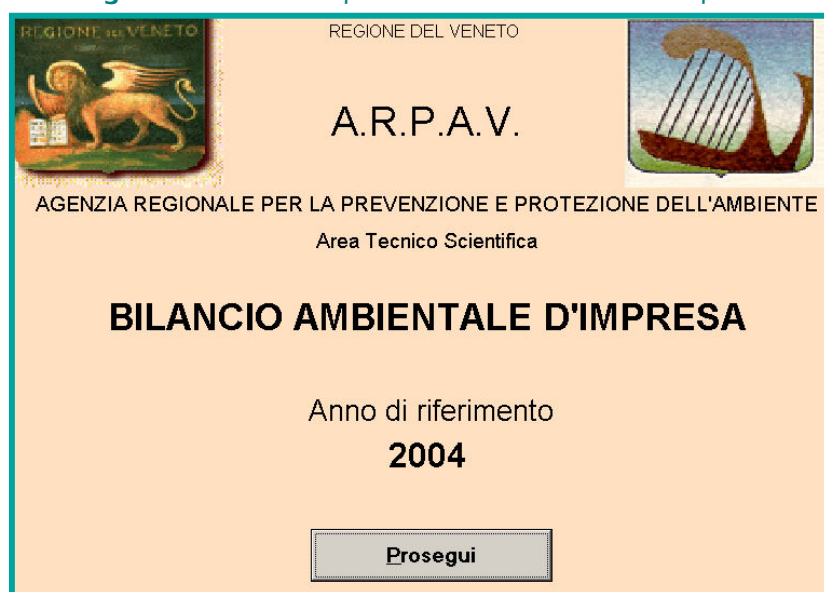 REGIONE DEL VENETO
REGIONE DEL VENETO
A.R.P.A.V.
AGENZIA REGIONALE PER LA PREVENZIONE E PROTEZIONE DELL'AMBIENTE
Area Tecnico Scientifica
BILANCIO AMBIENTALE D'IMPRESA
Anno di riferimento
2004
Prosegui